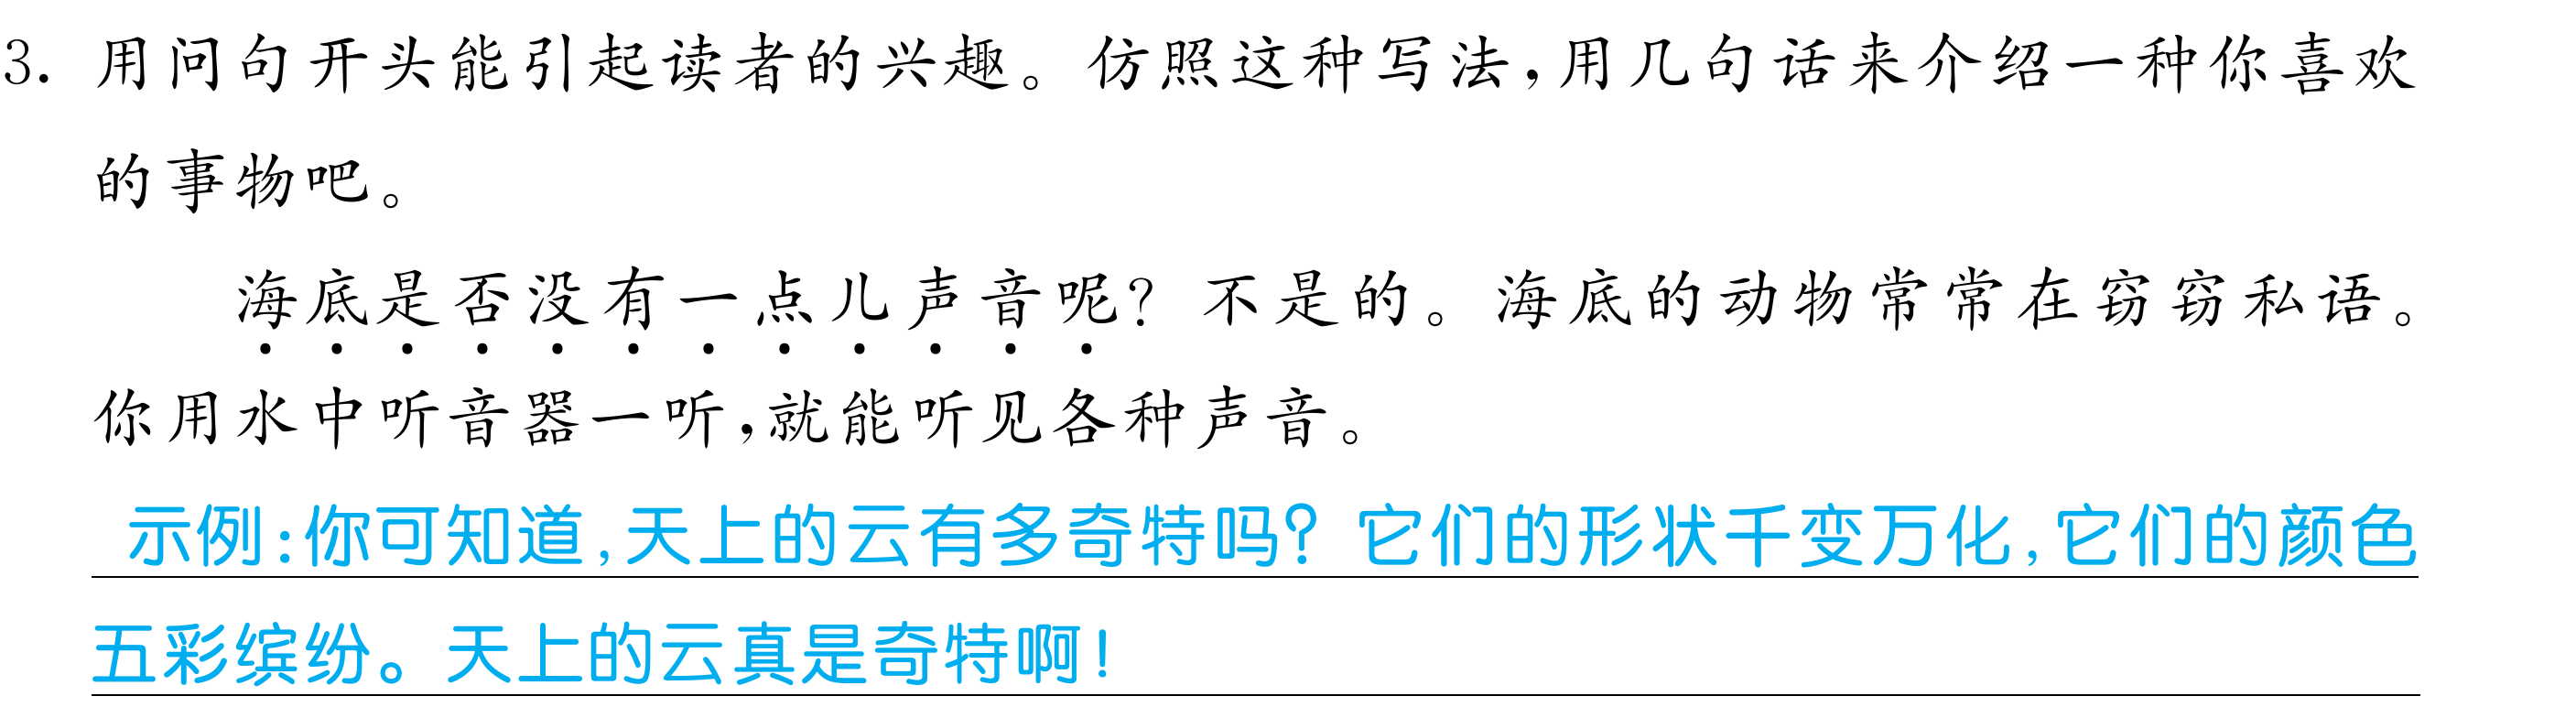 3. 用问句开头能引起读者的兴趣。仿照这种写法,用几句话来介绍一种你喜欢
的事物吧。
海底是否没有一点儿声音呢? 不是的。海底的动物常常在窃窃私语。
你用水中听音器一听,就能听见各种声音。
示例:你可知道,天上的云有多奇特吗? 它们的形状千变万化,它们的颜色
五彩缤纷。天上的云真是奇特啊!